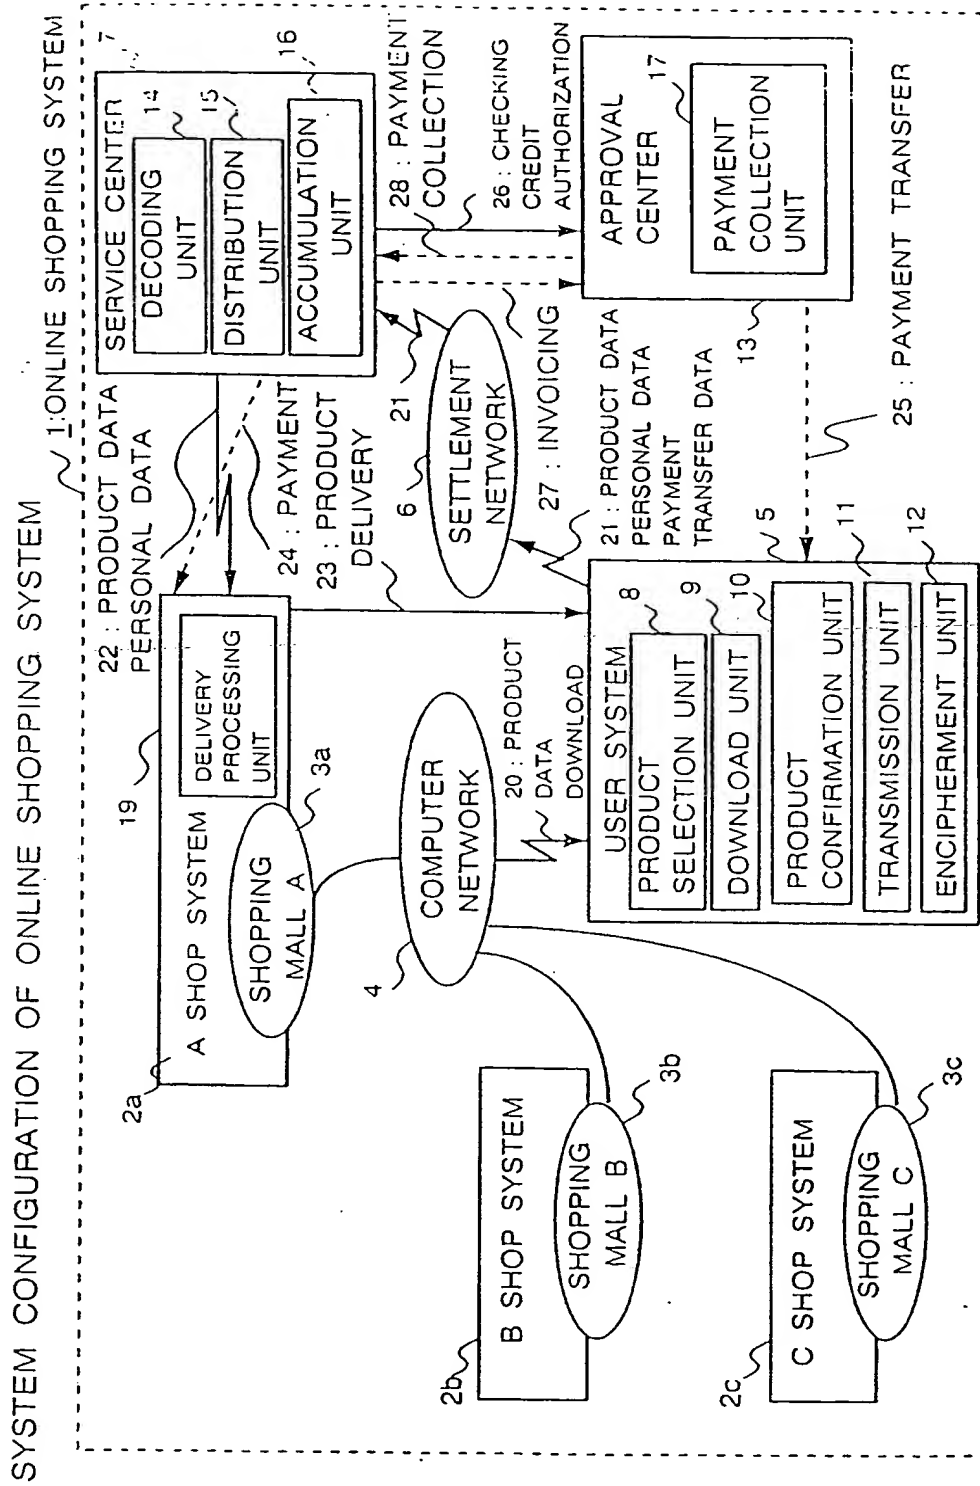 SYSTEM CONFIGURATION OF ONLINE SHOPPING SYSTEM
1:ONLINE SHOPPING SYSTEM
2a
A SHOP SYSTEM
19
DELIVERY
PROCESSING
UNIT
SHOPPING
MALL A
3a
22 : PRODUCT DATA
PERSONAL DATA
7
SERVICE CENTER
14
DECODING
UNIT
15
DISTRIBUTION
UNIT
16
ACCUMULATION
UNIT
24 : PAYMENT
23 : PRODUCT
DELIVERY
28 : PAYMENT
COLLECTION
26 : CHECKING
CREDIT
AUTHORIZATION
4
COMPUTER
NETWORK
6
SETTLEMENT
NETWORK
21
27 : INVOICING
20 : PRODUCT
DATA
DOWNLOAD
21 : PRODUCT DATA
PERSONAL DATA
PAYMENT
TRANSFER DATA
2b
B SHOP SYSTEM
SHOPPING
MALL B
3b
USER SYSTEM
5
8
PRODUCT
SELECTION UNIT
9
DOWNLOAD UNIT
10
PRODUCT
CONFIRMATION UNIT
11
TRANSMISSION UNIT
12
ENCIPHERMENT UNIT
13
APPROVAL
CENTER
17
PAYMENT
COLLECTION
UNIT
25 : PAYMENT TRANSFER
2c
C SHOP SYSTEM
SHOPPING
MALL C
3c